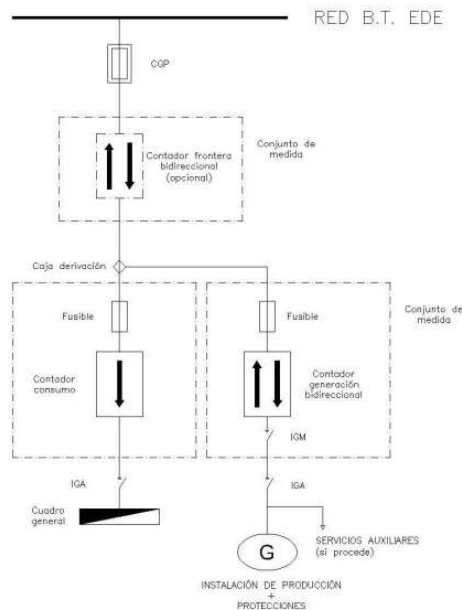 RED B.T. EDE
CGP
Conjunto de
medida
Contador frontera
bidireccional
(opcional)
Caja derivación
Fusible
Fusible
Conjunto de
medida
Contador
consumo
Contador
generación
bidireccional
IGM
IGA
IGA
Cuadro
general
SERVICIOS AUXILIARES
(si procede)
G
INSTALACIÓN DE PRODUCCIÓN
+
PROTECCIONES